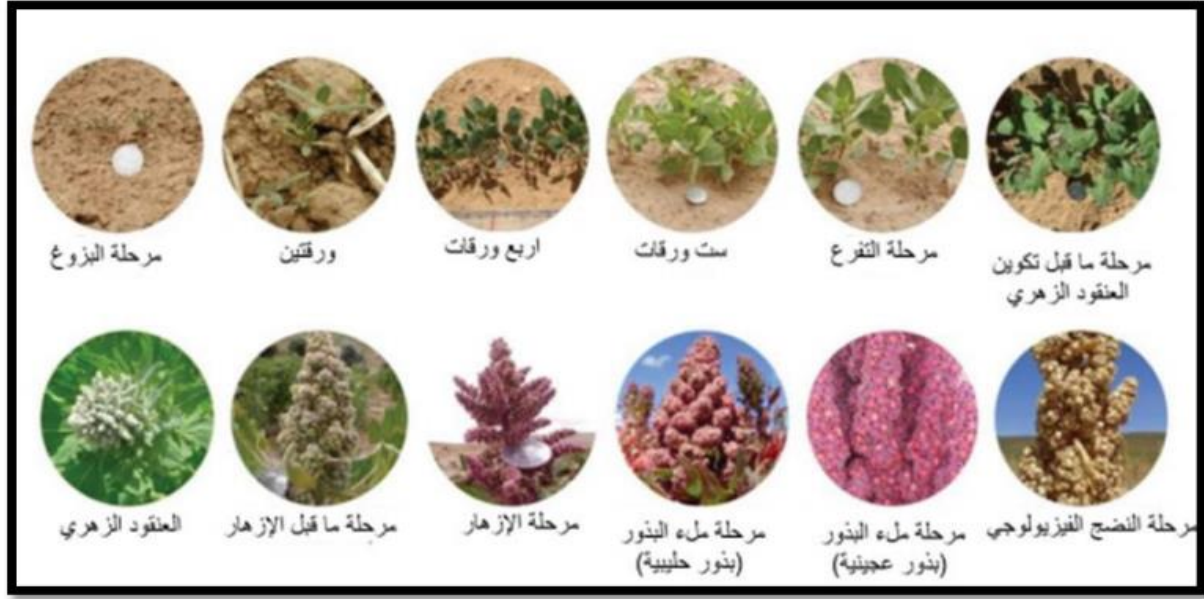 مرحلة البزوغ
ورقتين
اربع ورقات
ست ورقات
مرحلة التفرع
مرحلة ما قبل تكوين
العنقود الزهري
العنقود الزهري
مرحلة ما قبل الإزهار
مرحلة الإزهار
مرحلة ملء البذور
(بذور حليبية)
مرحلة ملء البذور
(بذور عجينية)
مرحلة النضج الفيزيولوجي